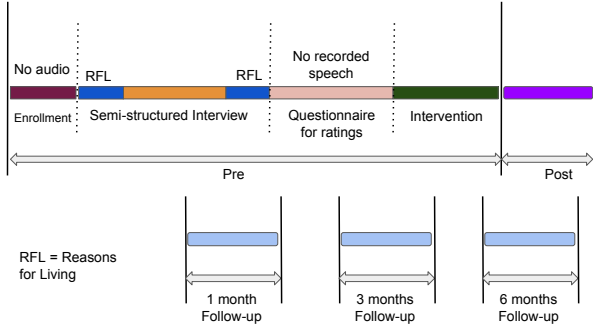 No audio
RFL
RFL
No recorded
speech
Enrollment
Semi-structured Interview
Questionnaire
for ratings
Intervention
Pre
Post
RFL = Reasons
for Living
1 month
Follow-up
3 months
Follow-up
6 months
Follow-up